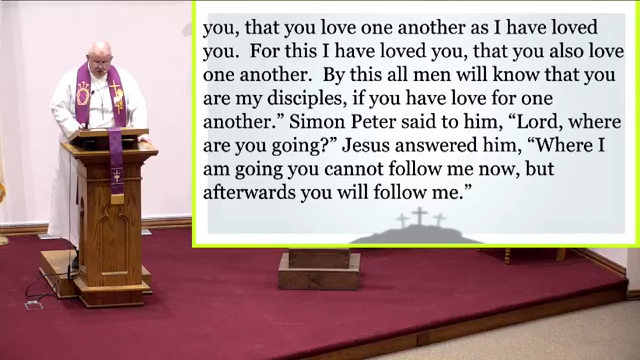 you, that you love one another as I have loved
you.  For this I have loved you, that you also love
one another.  By this all men will know that you
are my disciples, if you have love for one
another.” Simon Peter said to him, “Lord, where
are you going?” Jesus answered him, “Where I
am going you cannot follow me now, but
afterwards you will follow me.”